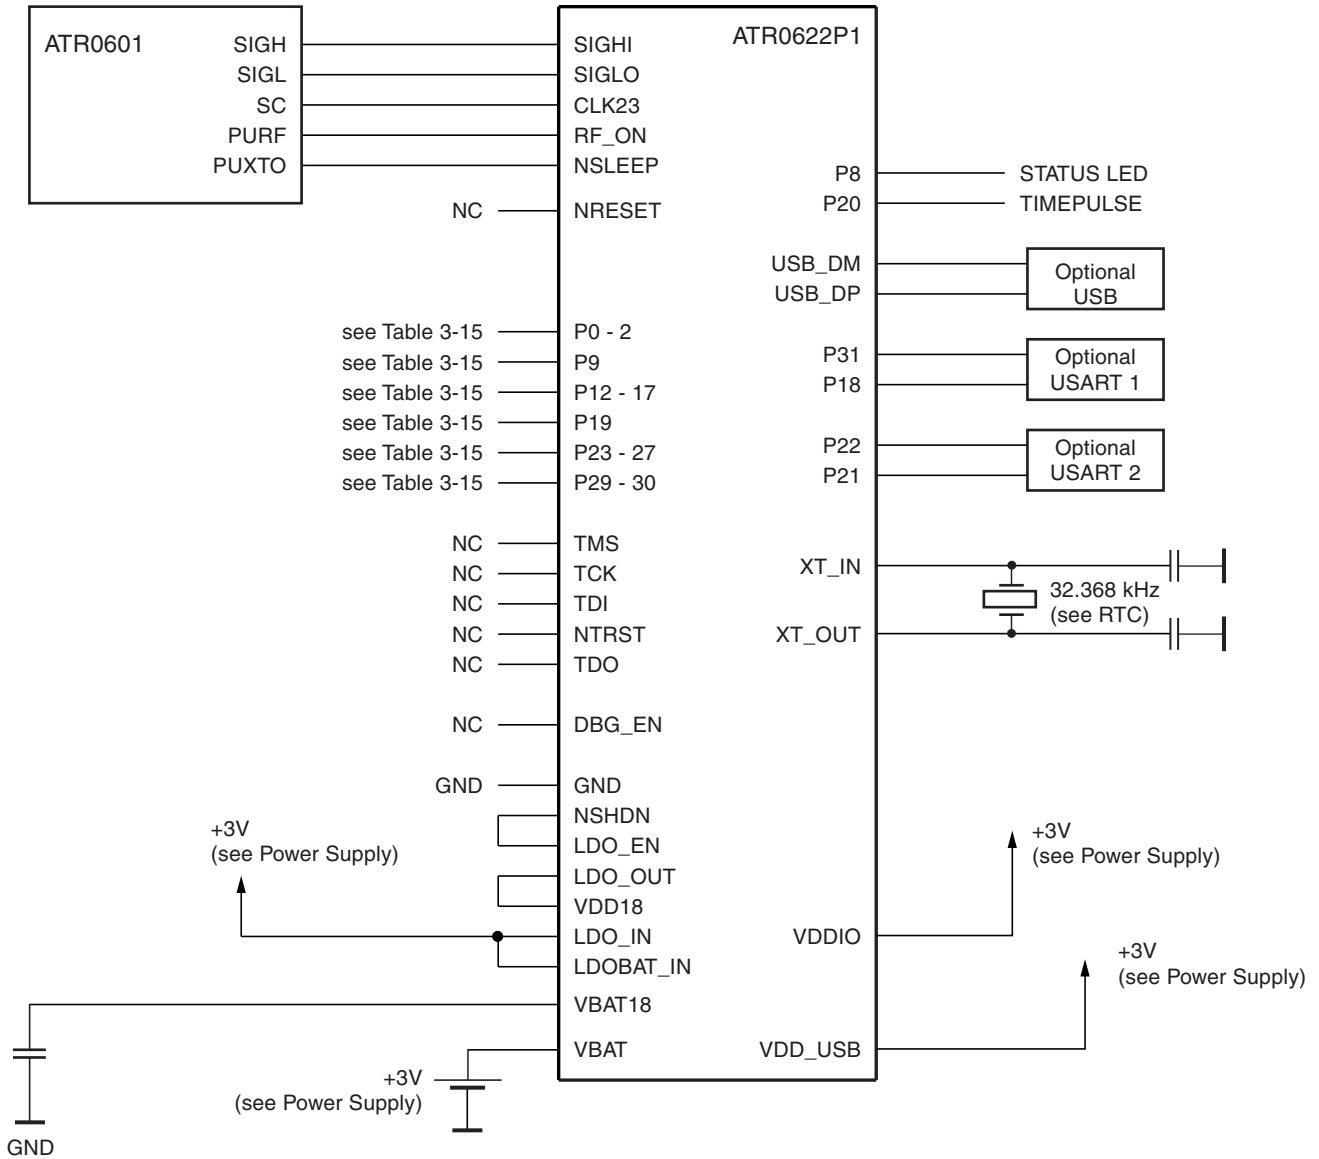 ATR0601
SIGH
SIGL
SC
PURF
PUXTO
ATR0622P1
SIGHI
SIGLO
CLK23
RF_ON
NSLEEP
NC NRESET
see Table 3-15 P0 - 2
see Table 3-15 P9
see Table 3-15 P12 - 17
see Table 3-15 P19
see Table 3-15 P23 - 27
see Table 3-15 P29 - 30
NC TMS
NC TCK
NC TDI
NC NTRST
NC TDO
NC DBG_EN
GND GND
NSHDN
LDO_EN
LDO_OUT
VDD18
LDO_IN
LDOBAT_IN
VBAT18
VBAT
+3V
(see Power Supply)
+3V
(see Power Supply)
GND
P8 STATUS LED
P20 TIMEPULSE
USB_DM
USB_DP
Optional
USB
P31
P18
Optional
USART 1
P22
P21
Optional
USART 2
XT_IN
XT_OUT
32.368 kHz
(see RTC)
VDDIO
+3V
(see Power Supply)
VDD_USB
+3V
(see Power Supply)